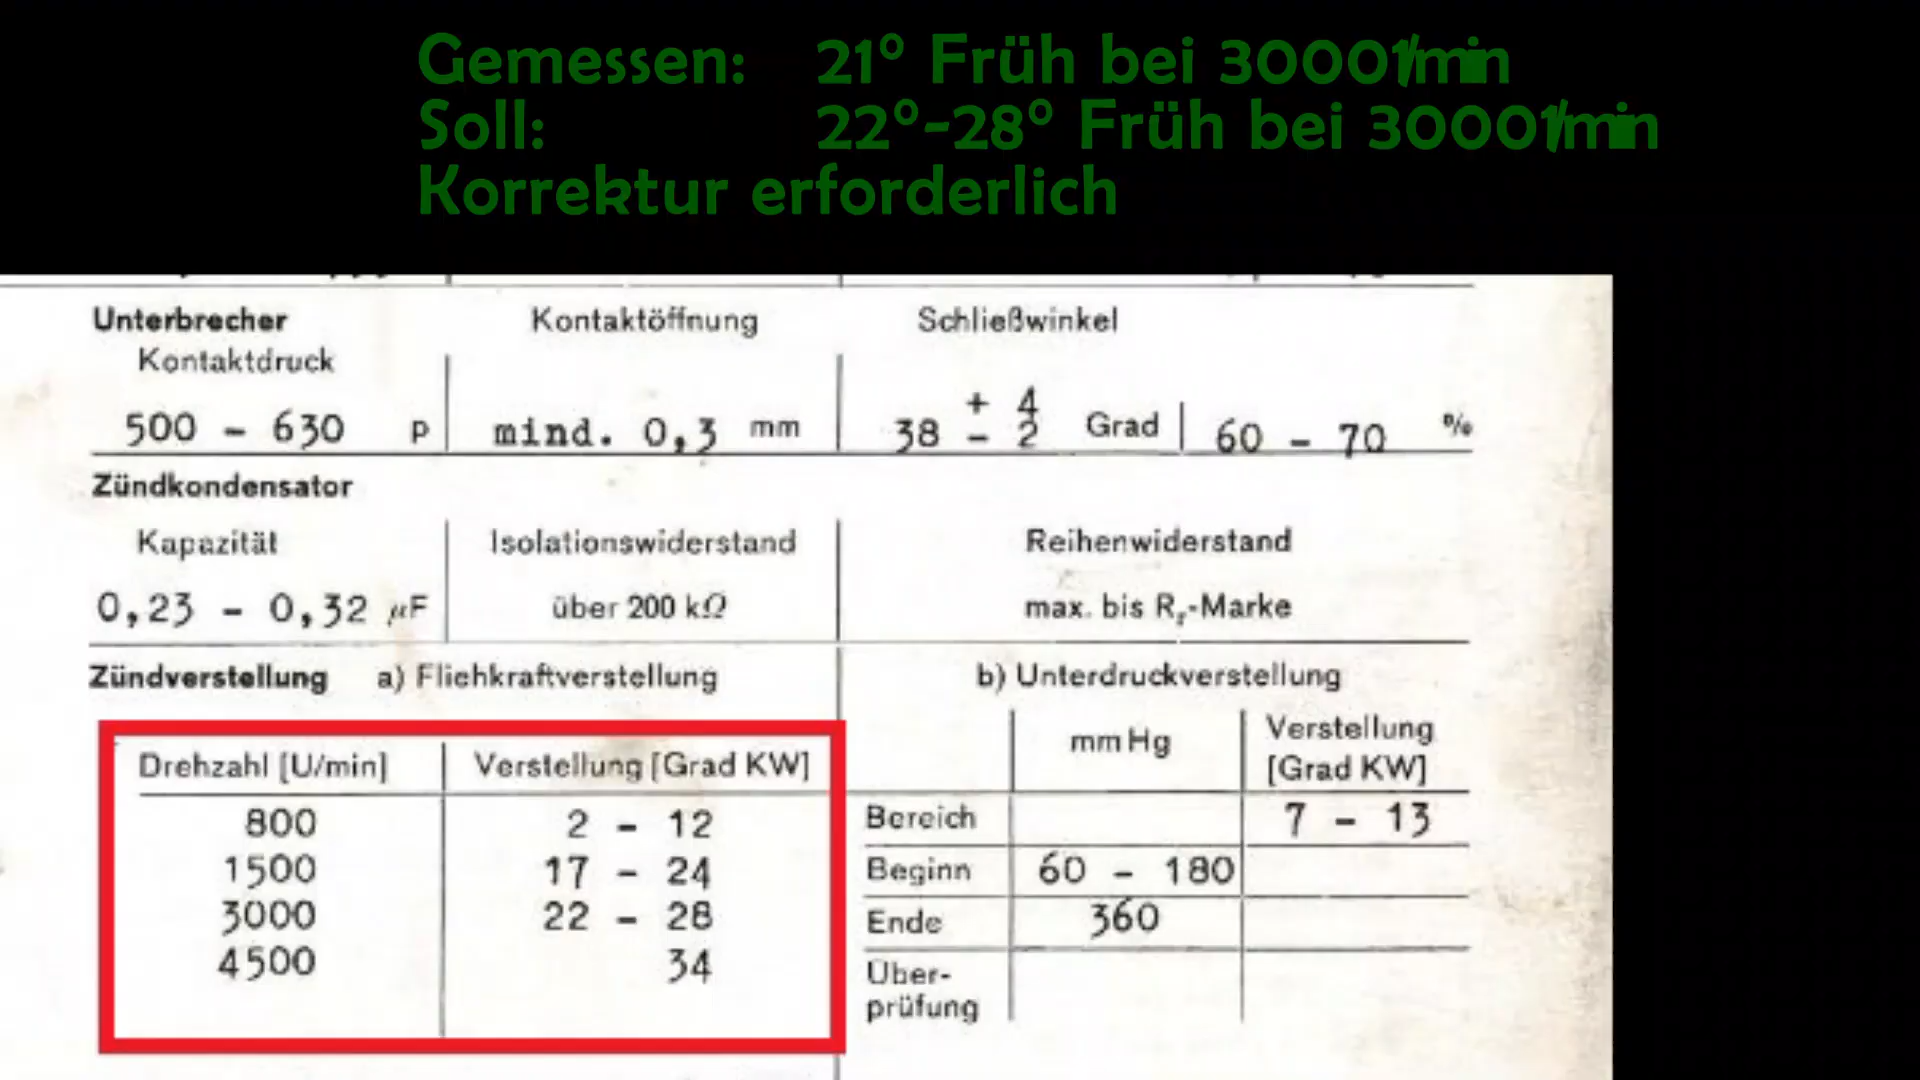 Gemessen: 21° Früh bei 3000 1/min
Soll: 22°-28° Früh bei 3000 1/min
Korrektur erforderlich
Unterbrecher
Kontaktöffnung
Schließwinkel
Kontaktdruck
500 - 630 p
mind. 0,3 mm
38 + 4 - 2 Grad
60 - 70 %
Zündkondensator
Kapazität
Isolationswiderstand
Reihenwiderstand
0,23 - 0,32 µF
über 200 kΩ
max. bis Rr-Marke
Zündverstellung a) Fliehkraftverstellung
b) Unterdruckverstellung
Drehzahl [U/min] Verstellung [Grad KW]
800 2 - 12
1500 17 - 24
3000 22 - 28
4500 34
mm Hg
Verstellung
[Grad KW]
Bereich 7 - 13
Beginn 60 - 180
Ende 360
Über-
prüfung